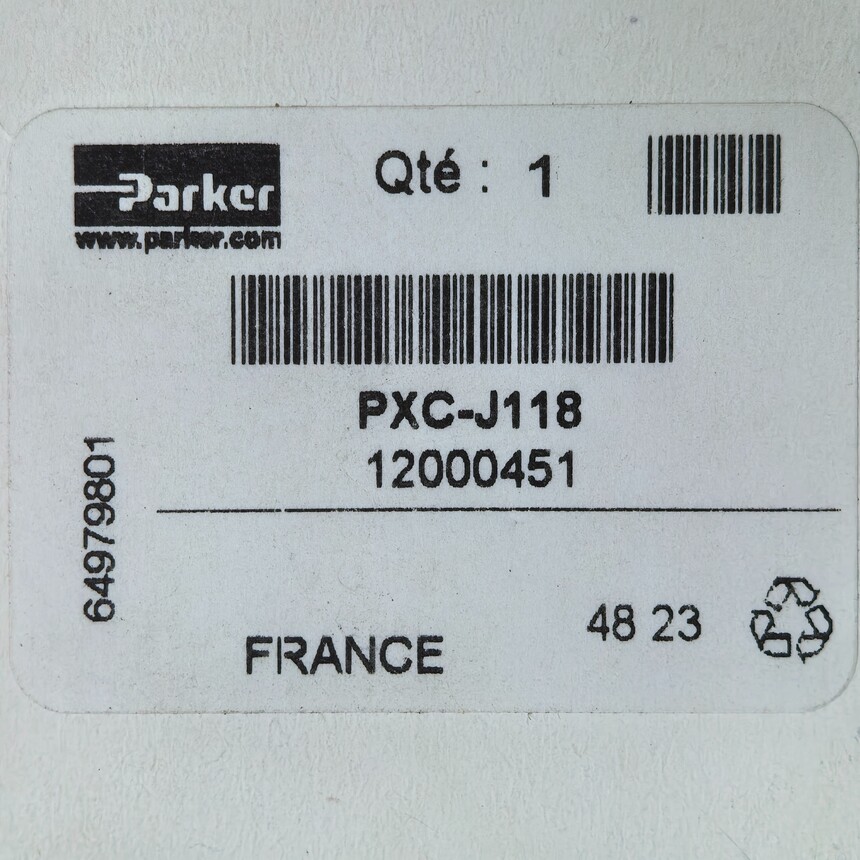 Parker
www.parker.com
Qté : 1
PXC-J118
12000451
64979801
FRANCE
48 23